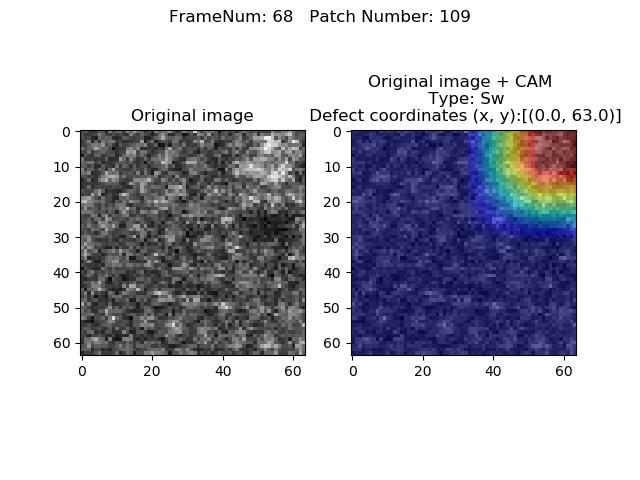 FrameNum: 68   Patch Number: 109
Original image
0
10
20
30
40
50
60
0 20 40 60
Original image + CAM
Type: Sw
Defect coordinates (x, y):[(0.0, 63.0)]
0
10
20
30
40
50
60
0 20 40 60